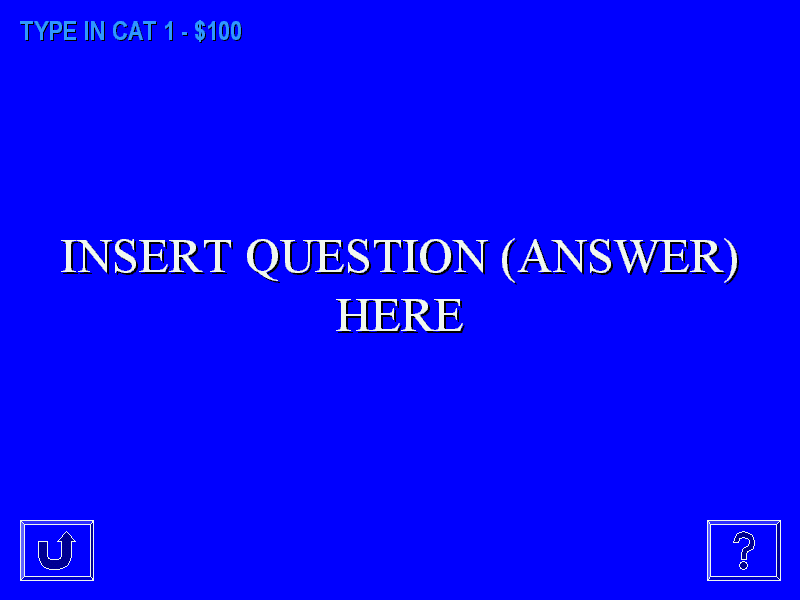 TYPE IN CAT 1 - $100
INSERT QUESTION (ANSWER)
HERE
?